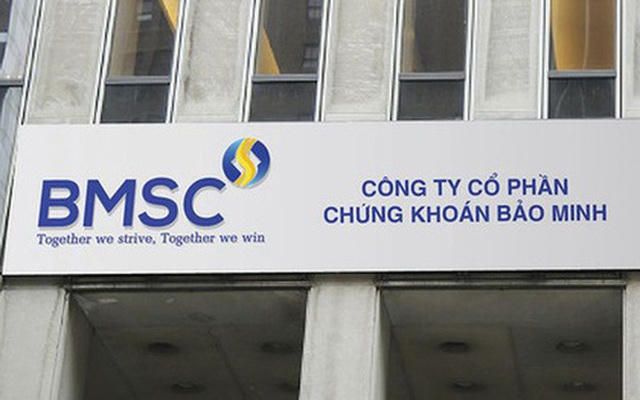 BMSC
Together we strive, Together we win
CÔNG TY CỔ PHẦN
CHỨNG KHOÁN BẢO MINH